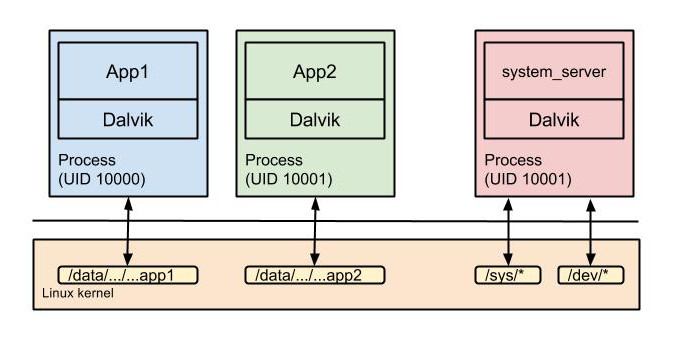 App1
Dalvik
Process
(UID 10000)
App2
Dalvik
Process
(UID 10001)
system_server
Dalvik
Process
(UID 10001)
/data/.../...app1
/data/.../...app2
/sys/*
/dev/*
Linux kernel